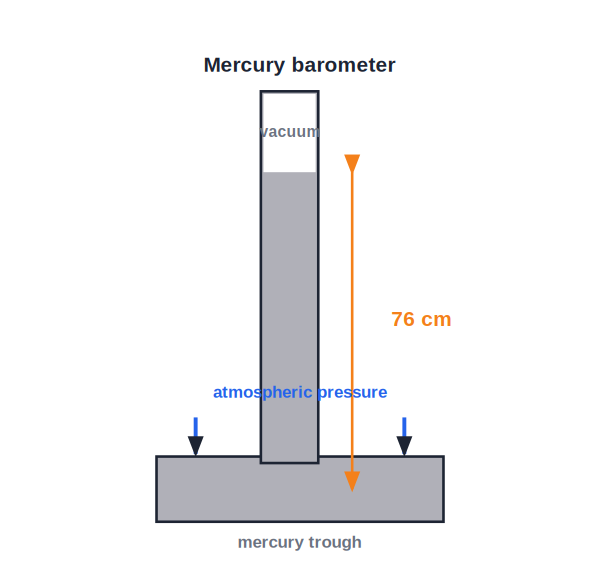 Mercury barometer
vacuum
76 cm
atmospheric pressure
mercury trough